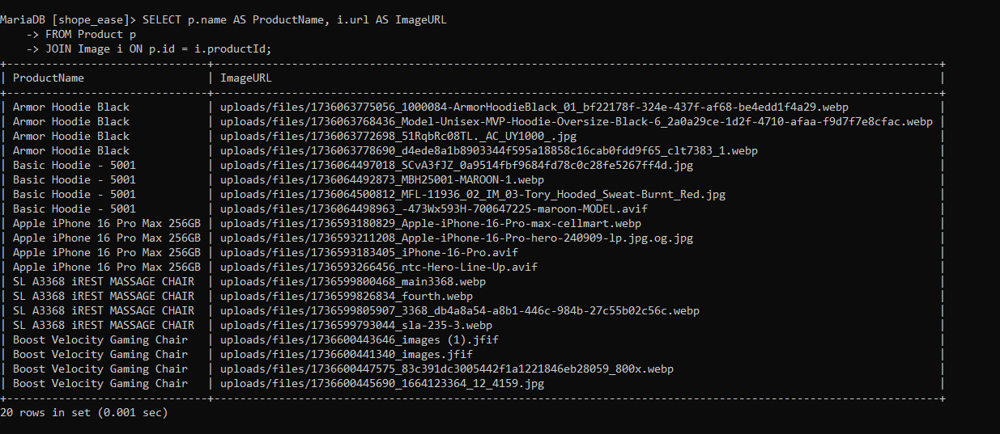 MariaDB [shope_ease]> SELECT p.name AS ProductName, i.url AS ImageURL
    -> FROM Product p
    -> JOIN Image i ON p.id = i.productId;
+-------------------------------+----------------------------------------------------------------------------------------------------------------+
| ProductName                   | ImageURL                                                                                                       |
+-------------------------------+----------------------------------------------------------------------------------------------------------------+
| Armor Hoodie Black            | uploads/files/1736063775056_1000084-ArmorHoodieBlack_01_bf22178f-324e-437f-af68-be4edd1f4a29.webp              |
| Armor Hoodie Black            | uploads/files/1736063768436_Model-Unisex-MVP-Hoodie-Oversize-Black-6_2a0a29ce-1d2f-4710-afaa-f9d7f7e8cfac.webp |
| Armor Hoodie Black            | uploads/files/1736063772698_51RqbRc08TL._AC_UY1000_.jpg                                                        |
| Armor Hoodie Black            | uploads/files/1736063778690_d4ede8a1b8903344f595a18858c16cab0fdd9f65_clt7383_1.webp                            |
| Basic Hoodie - 5001           | uploads/files/1736064497018_SCvA3fJZ_0a9514fbf9684fd78c0c28fe5267ff4d.jpg                                      |
| Basic Hoodie - 5001           | uploads/files/1736064492873_MBH25001-MAROON-1.webp                                                             |
| Basic Hoodie - 5001           | uploads/files/1736064500812_MFL-11936_02_IM_03-Tory_Hooded_Sweat-Burnt_Red.jpg                                 |
| Basic Hoodie - 5001           | uploads/files/1736064498963_-473Wx593H-700647225-maroon-MODEL.avif                                             |
| Apple iPhone 16 Pro Max 256GB | uploads/files/1736593180829_Apple-iPhone-16-Pro-max-cellmart.webp                                              |
| Apple iPhone 16 Pro Max 256GB | uploads/files/1736593211208_Apple-iPhone-16-Pro-hero-240909-lp.jpg.og.jpg                                      |
| Apple iPhone 16 Pro Max 256GB | uploads/files/1736593183405_iPhone-16-Pro.avif                                                                 |
| Apple iPhone 16 Pro Max 256GB | uploads/files/1736593266456_ntc-Hero-Line-Up.avif                                                              |
| SL A3368 iREST MASSAGE CHAIR  | uploads/files/1736599800468_main3368.webp                                                                      |
| SL A3368 iREST MASSAGE CHAIR  | uploads/files/1736599826834_fourth.webp                                                                        |
| SL A3368 iREST MASSAGE CHAIR  | uploads/files/1736599805907_3368_db4a8a54-a8b1-446c-984b-27c55b02c56c.webp                                     |
| SL A3368 iREST MASSAGE CHAIR  | uploads/files/1736599793044_sla-235-3.webp                                                                     |
| Boost Velocity Gaming Chair   | uploads/files/1736600443646_images (1).jfif                                                                    |
| Boost Velocity Gaming Chair   | uploads/files/1736600441340_images.jfif                                                                        |
| Boost Velocity Gaming Chair   | uploads/files/1736600447575_83c391dc3005442f1a1221846eb28059_800x.webp                                         |
| Boost Velocity Gaming Chair   | uploads/files/1736600445690_1664123364_12_4159.jpg                                                             |
+-------------------------------+----------------------------------------------------------------------------------------------------------------+
20 rows in set (0.001 sec)